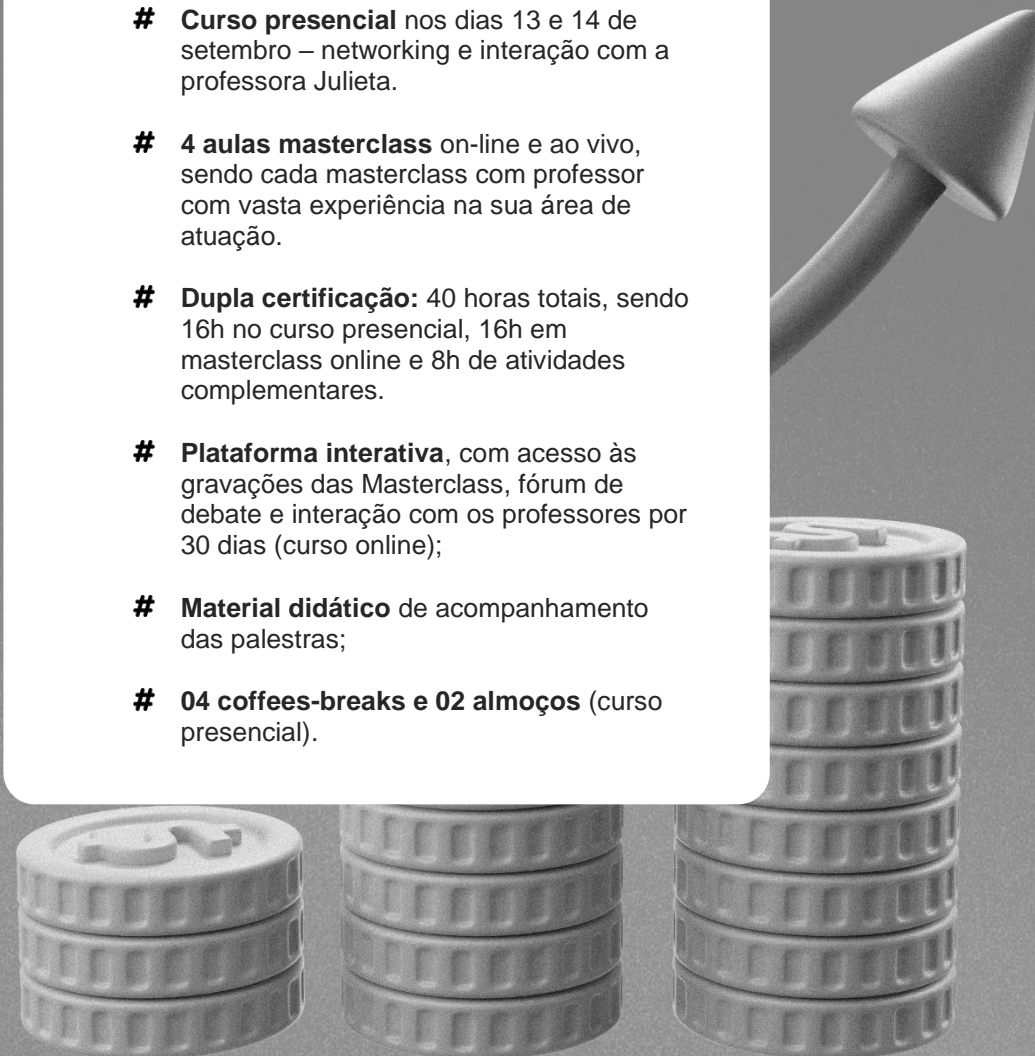 # Curso presencial nos dias 13 e 14 de
setembro – networking e interação com a
professora Julieta.
# 4 aulas masterclass on-line e ao vivo,
sendo cada masterclass com professor
com vasta experiência na sua área de
atuação.
# Dupla certificação: 40 horas totais, sendo
16h no curso presencial, 16h em
masterclass online e 8h de atividades
complementares.
# Plataforma interativa, com acesso às
gravações das Masterclass, fórum de
debate e interação com os professores por
30 dias (curso online);
# Material didático de acompanhamento
das palestras;
# 04 coffees-breaks e 02 almoços (curso
presencial).